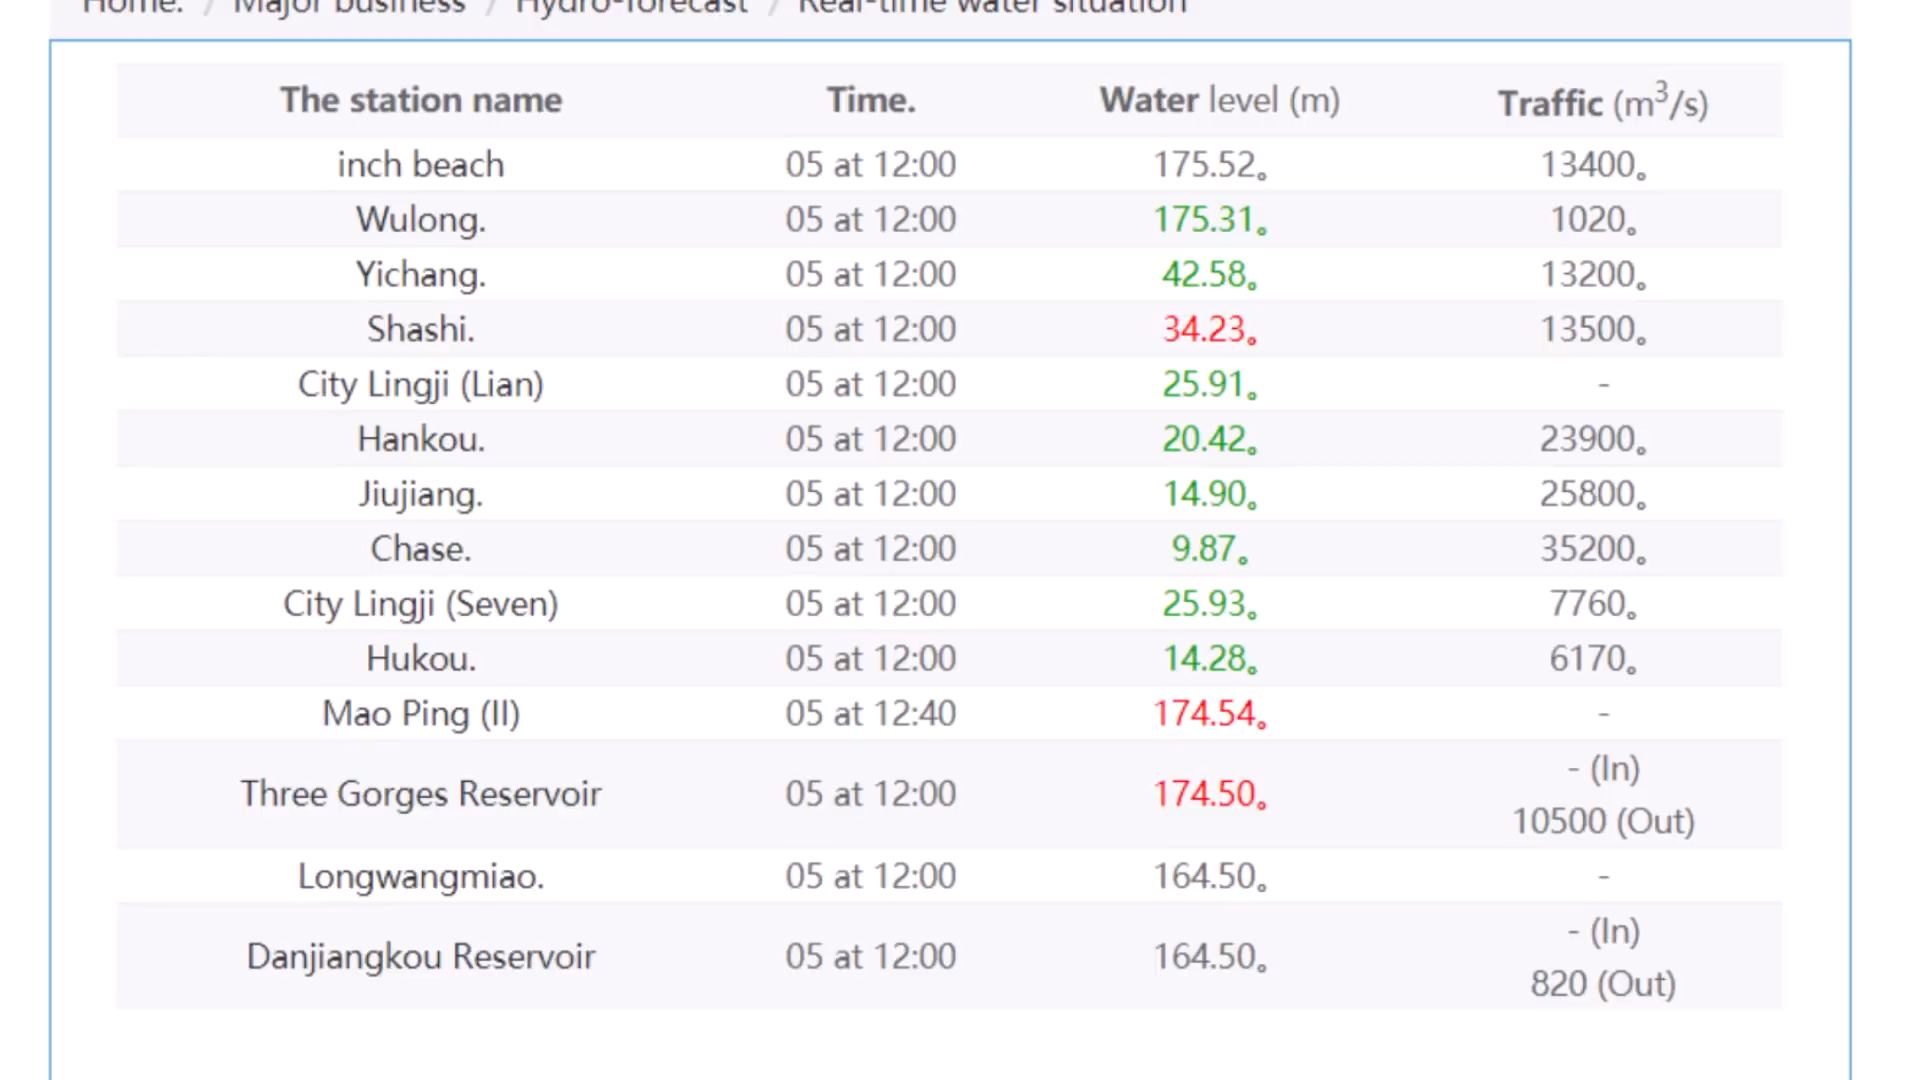 Home. / Major business / Hydro-forecast / Real-time water situation
The station name Time. Water level (m) Traffic (m³/s)
inch beach 05 at 12:00 175.52。 13400。
Wulong. 05 at 12:00 175.31。 1020。
Yichang. 05 at 12:00 42.58。 13200。
Shashi. 05 at 12:00 34.23。 13500。
City Lingji (Lian) 05 at 12:00 25.91。 -
Hankou. 05 at 12:00 20.42。 23900。
Jiujiang. 05 at 12:00 14.90。 25800。
Chase. 05 at 12:00 9.87。 35200。
City Lingji (Seven) 05 at 12:00 25.93。 7760。
Hukou. 05 at 12:00 14.28。 6170。
Mao Ping (II) 05 at 12:40 174.54。 -
Three Gorges Reservoir 05 at 12:00 174.50。 - (In)
10500 (Out)
Longwangmiao. 05 at 12:00 164.50。 -
Danjiangkou Reservoir 05 at 12:00 164.50。 - (In)
820 (Out)